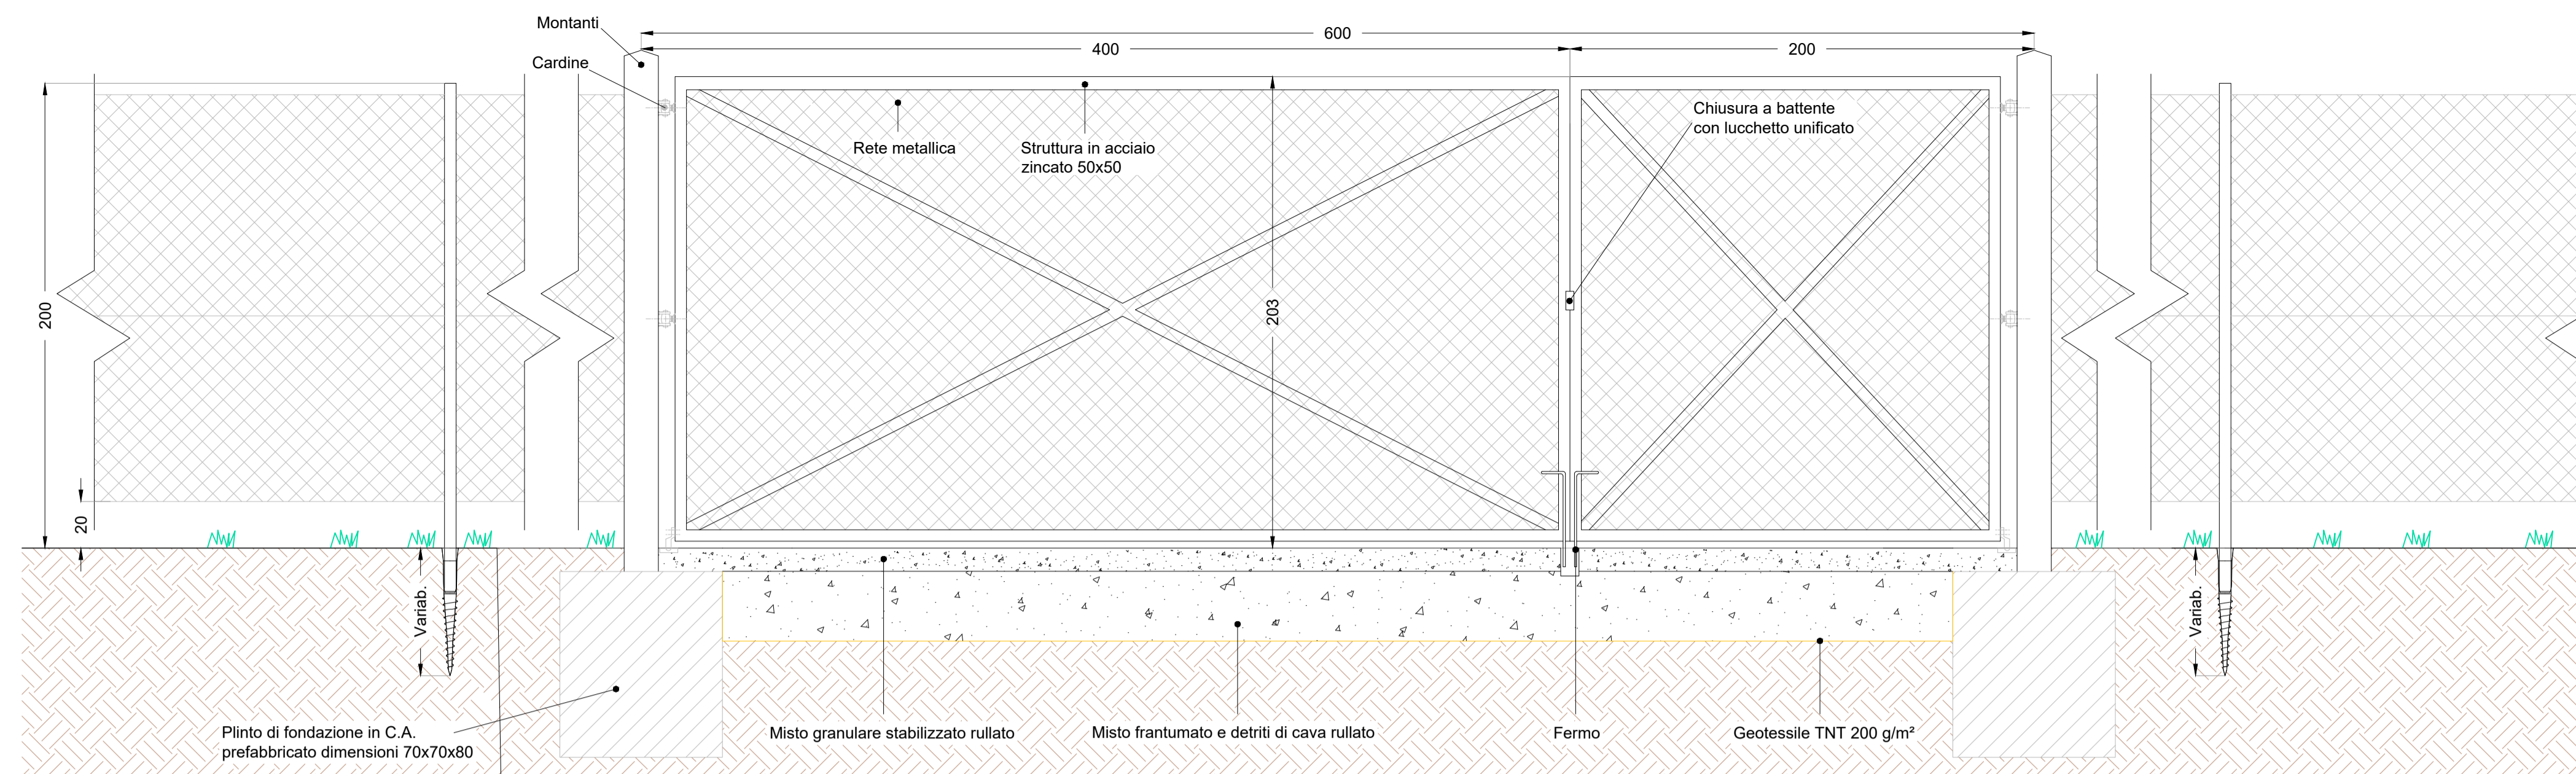 Montanti
600
400
200
Cardine
Chiusura a battente
con lucchetto unificato
Rete metallica
Struttura in acciaio
zincato 50x50
200
203
20
Variab.
Variab.
Plinto di fondazione in C.A.
prefabbricato dimensioni 70x70x80
Misto granulare stabilizzato rullato
Misto frantumato e detriti di cava rullato
Fermo
Geotessile TNT 200 g/m²